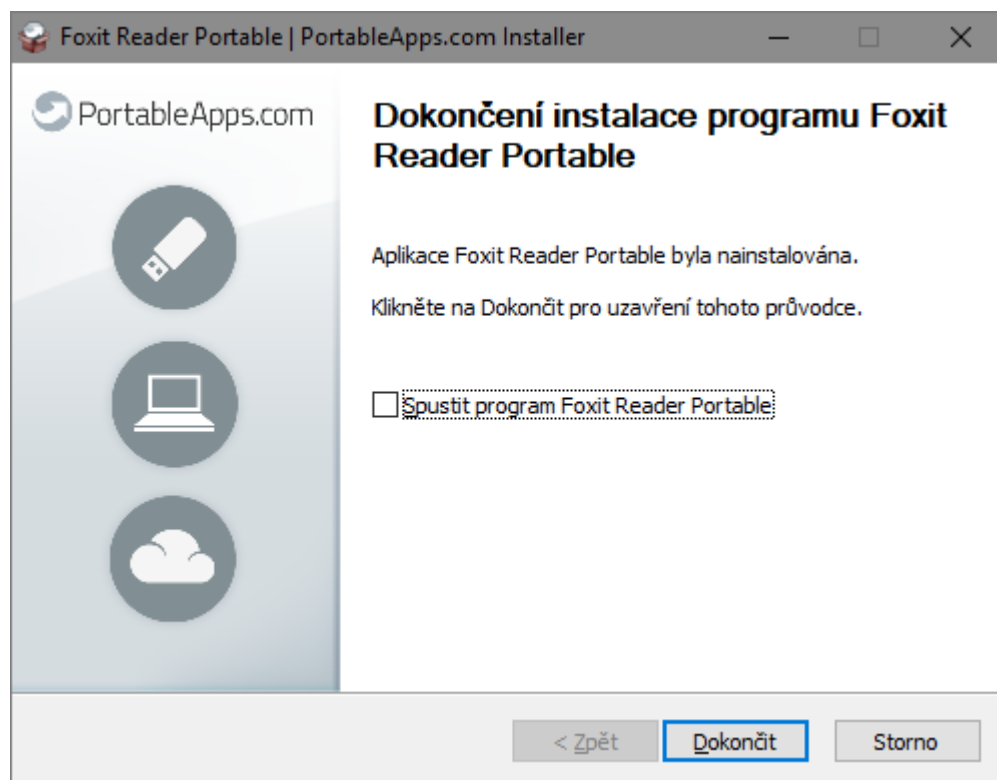 Foxit Reader Portable | PortableApps.com Installer
PortableApps.com
Dokončení instalace programu Foxit
Reader Portable
Aplikace Foxit Reader Portable byla nainstalována.
Klikněte na Dokončit pro uzavření tohoto průvodce.
Spustit program Foxit Reader Portable
< Zpět
Dokončit
Storno